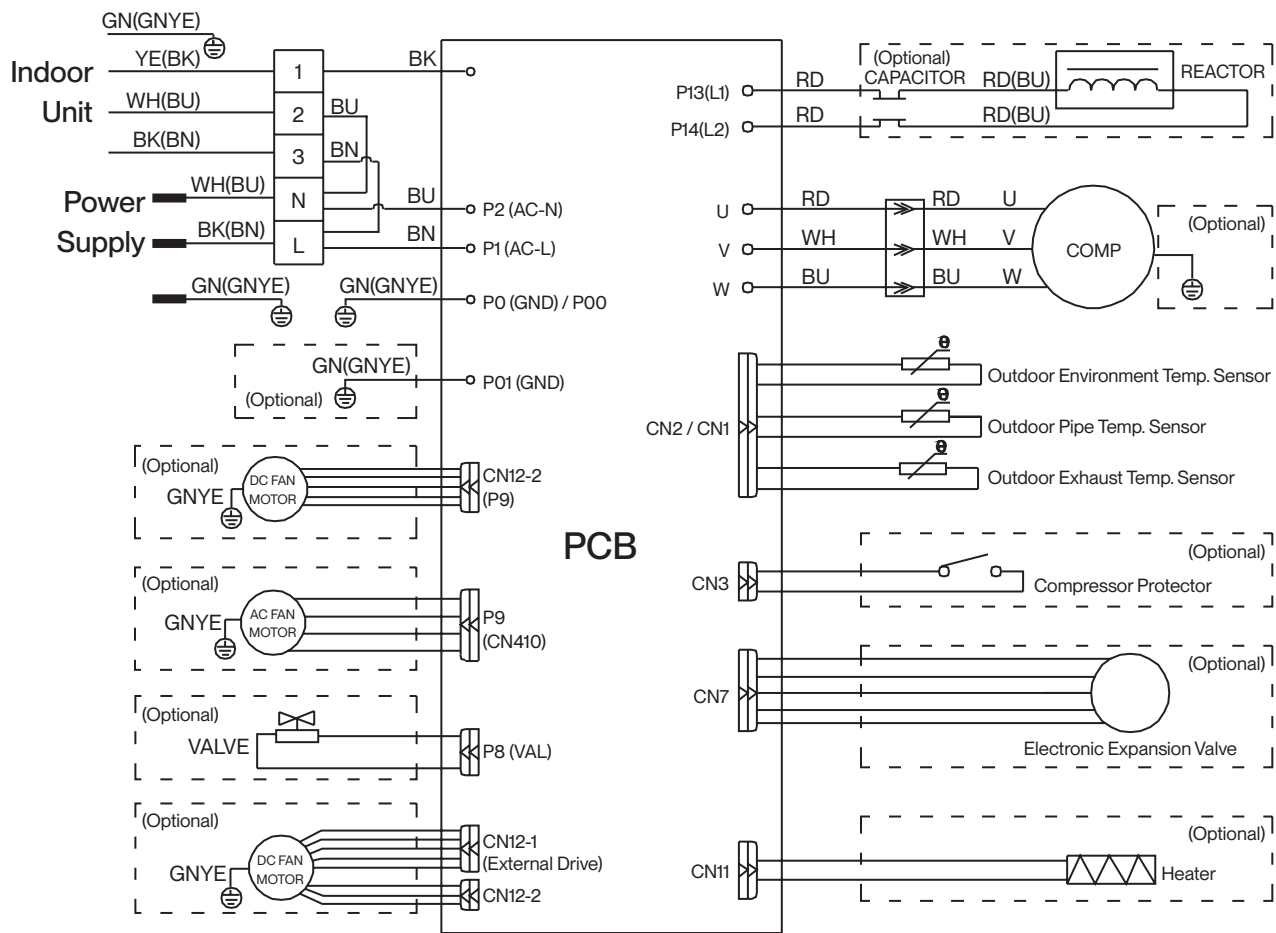 GN(GNYE)
Indoor
Unit
YE(BK)
1
BK
WH(BU)
2
BU
BK(BN)
3
BN
Power
Supply
WH(BU)
N
BU
P2 (AC-N)
BK(BN)
L
BN
P1 (AC-L)
GN(GNYE)
GN(GNYE)
P0 (GND) / P00
GN(GNYE)
P01 (GND)
(Optional)
(Optional)
DC FAN
MOTOR
GNYE
CN12-2
(P9)
(Optional)
AC FAN
MOTOR
GNYE
P9
(CN410)
(Optional)
VALVE
P8 (VAL)
(Optional)
DC FAN
MOTOR
GNYE
CN12-1
(External Drive)
CN12-2
PCB
(Optional)
CAPACITOR
REACTOR
P13(L1)
RD
RD(BU)
P14(L2)
RD
RD(BU)
U
RD
RD
U
V
WH
WH
V
W
BU
BU
W
COMP
(Optional)
CN2 / CN1
θ
Outdoor Environment Temp. Sensor
θ
Outdoor Pipe Temp. Sensor
θ
Outdoor Exhaust Temp. Sensor
CN3
(Optional)
Compressor Protector
CN7
(Optional)
Electronic Expansion Valve
CN11
(Optional)
Heater